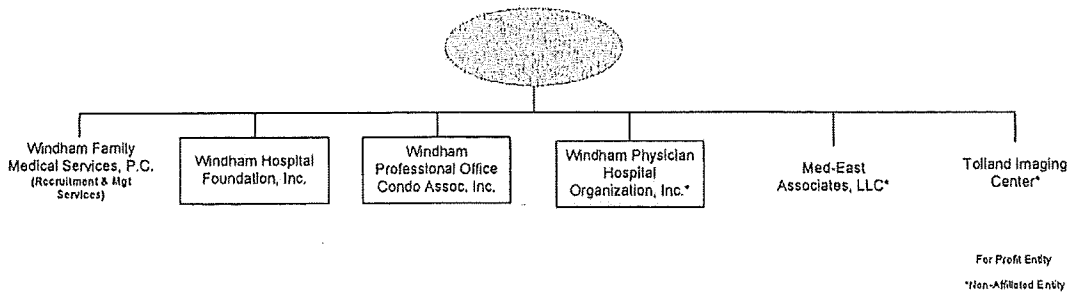 Windham Family
Medical Services, P.C.
(Recruitment & Mgt
Services)
Windham Hospital
Foundation, Inc.
Windham
Professional Office
Condo Assoc, Inc.
Windham Physician
Hospital
Organization, Inc.*
Med-East
Associates, LLC*
Tolland Imaging
Center*
For Profit Entity
*Non-Affiliated Entity